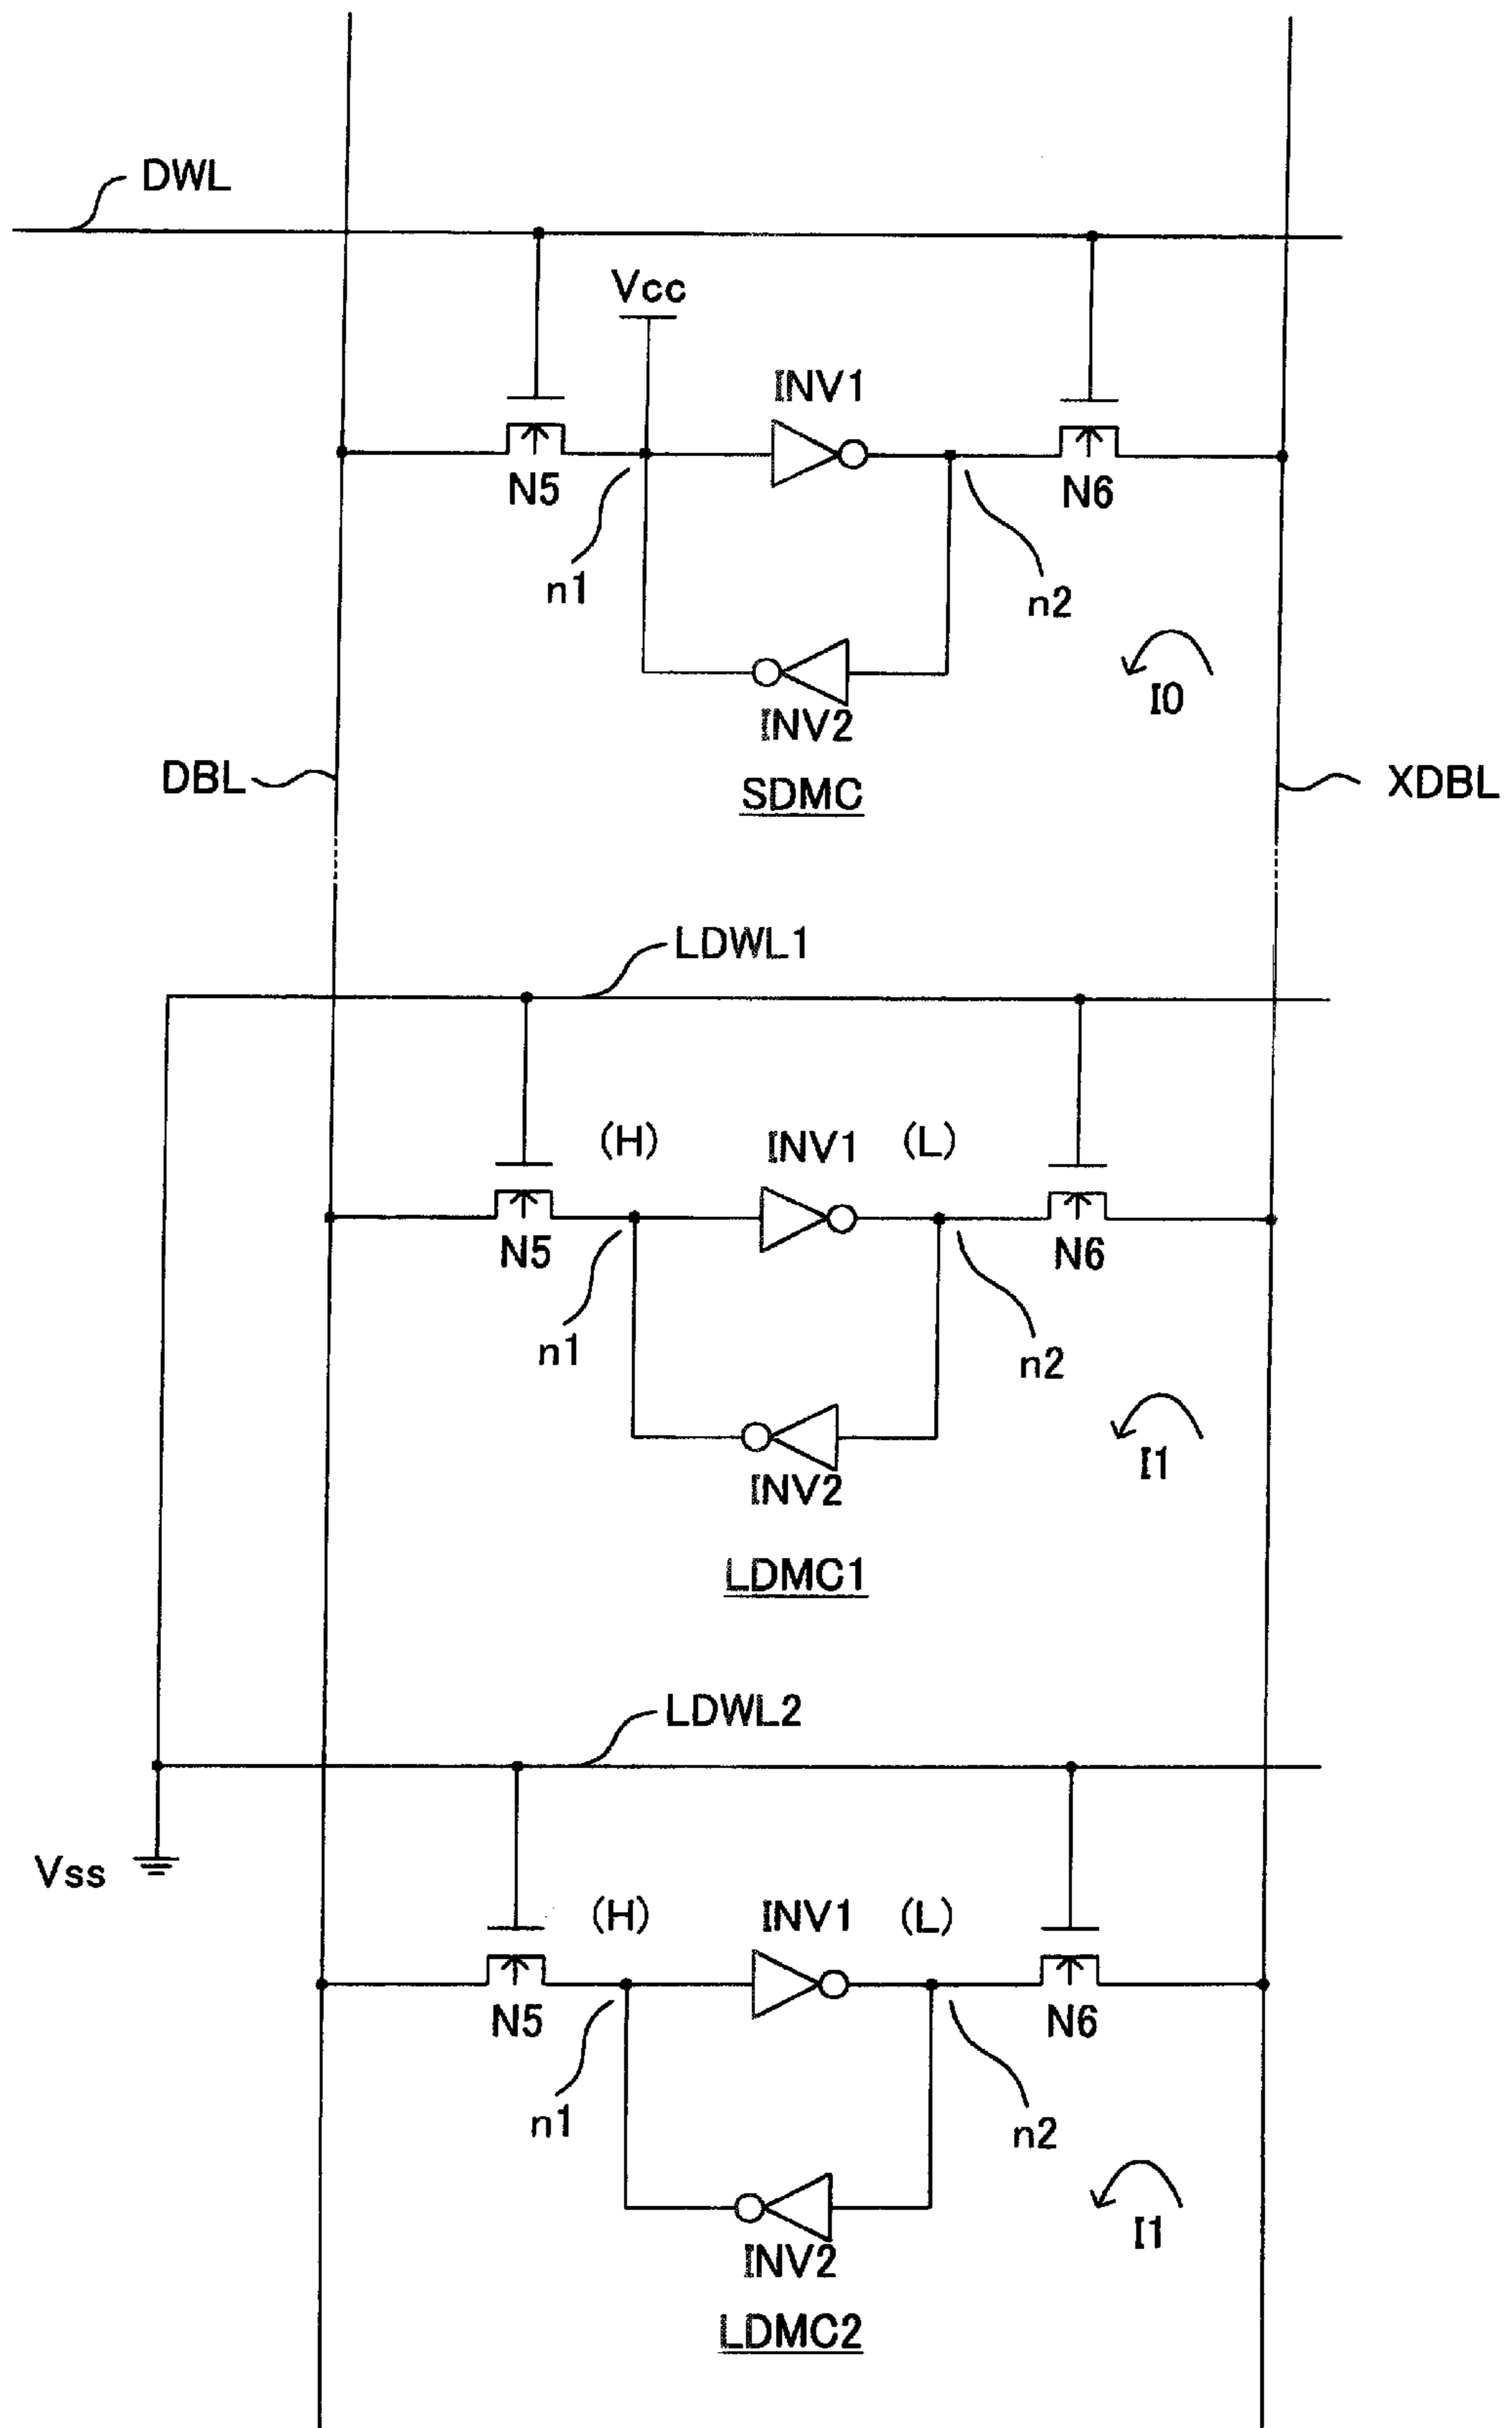 DWL
Vcc
INV1
N5
N6
n1
n2
I0
INV2
DBL
XDBL
SDMC
LDWL1
(H)
INV1
(L)
N5
N6
n1
n2
I1
INV2
LDMC1
LDWL2
Vss
(H)
INV1
(L)
N5
N6
n1
n2
I1
INV2
LDMC2